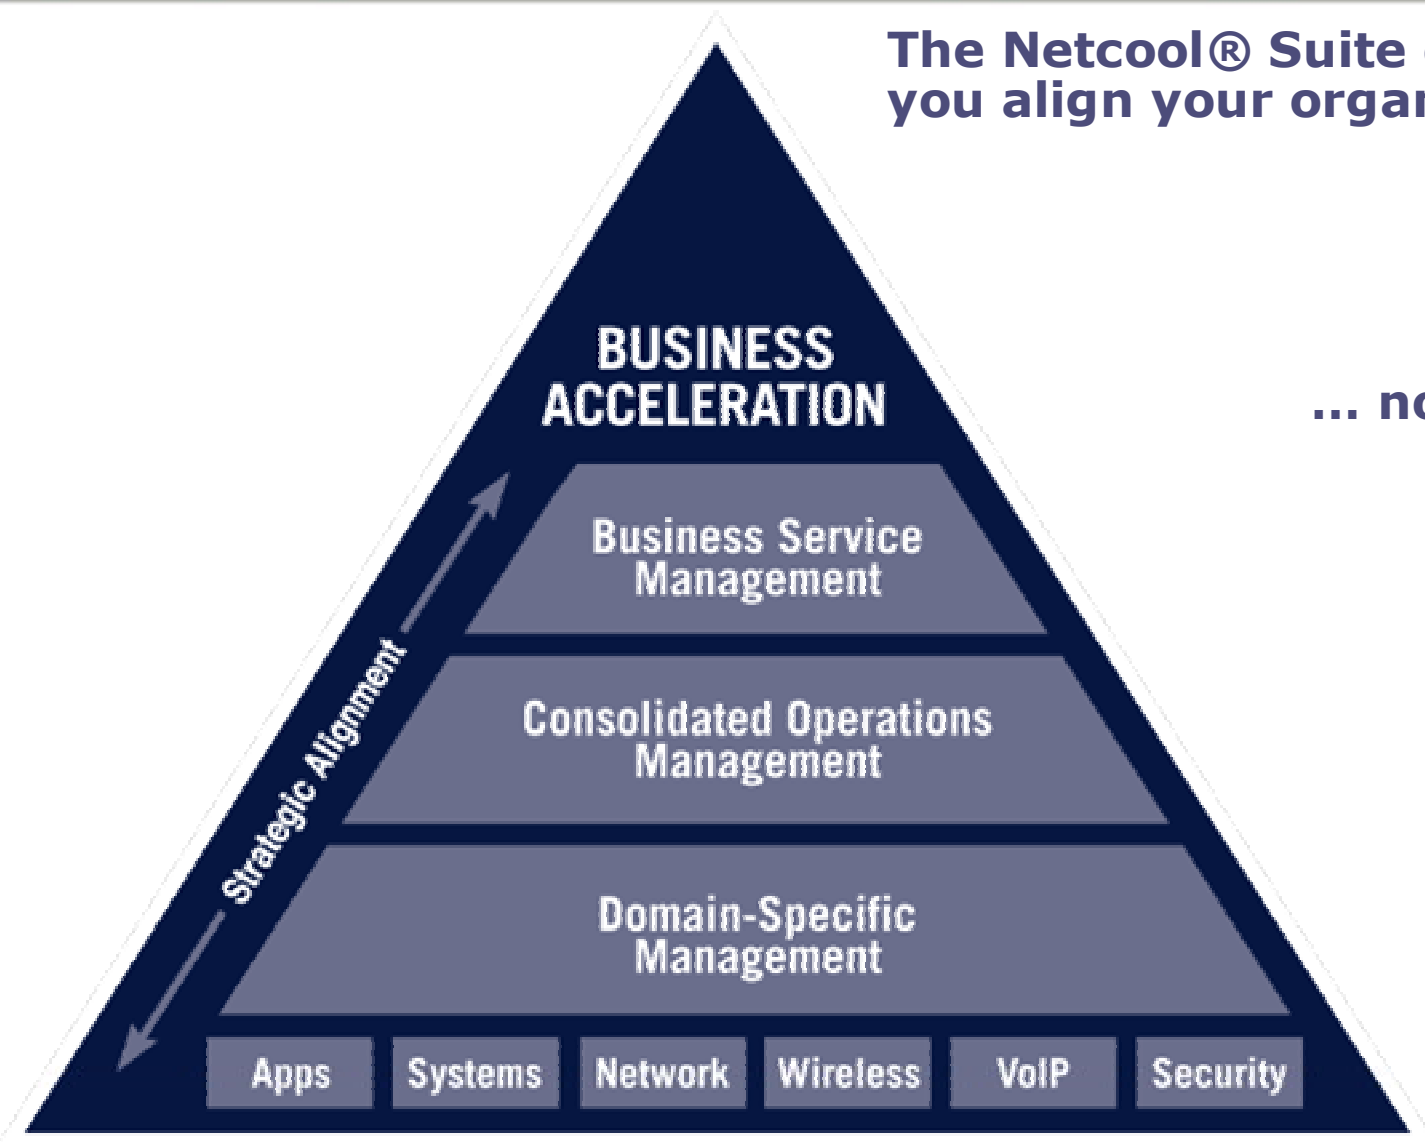 The Netcool® Suite
you align your
... 
BUSINESS
ACCELERATION
Business Service
Management
Consolidated Operations
Management
Strategic Alignment
Domain-Specific
Management
Apps Systems Network Wireless VoIP Security